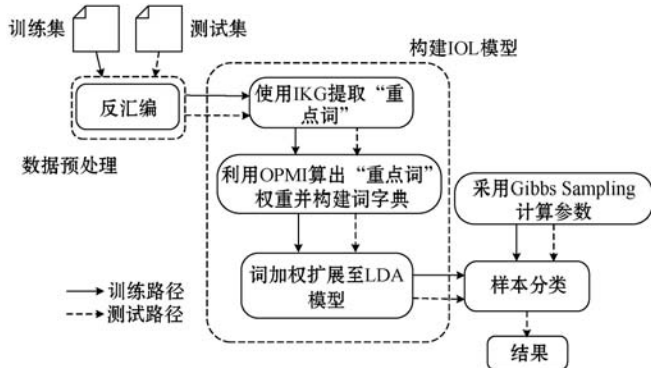 训练集
测试集
构建IOL模型
反汇编
使用IKG提取“重
点词”
数据预处理
利用OPMI算出“重点词”
权重并构建词字典
采用Gibbs Sampling
计算参数
词加权扩展至LDA
模型
样本分类
训练路径
测试路径
结果